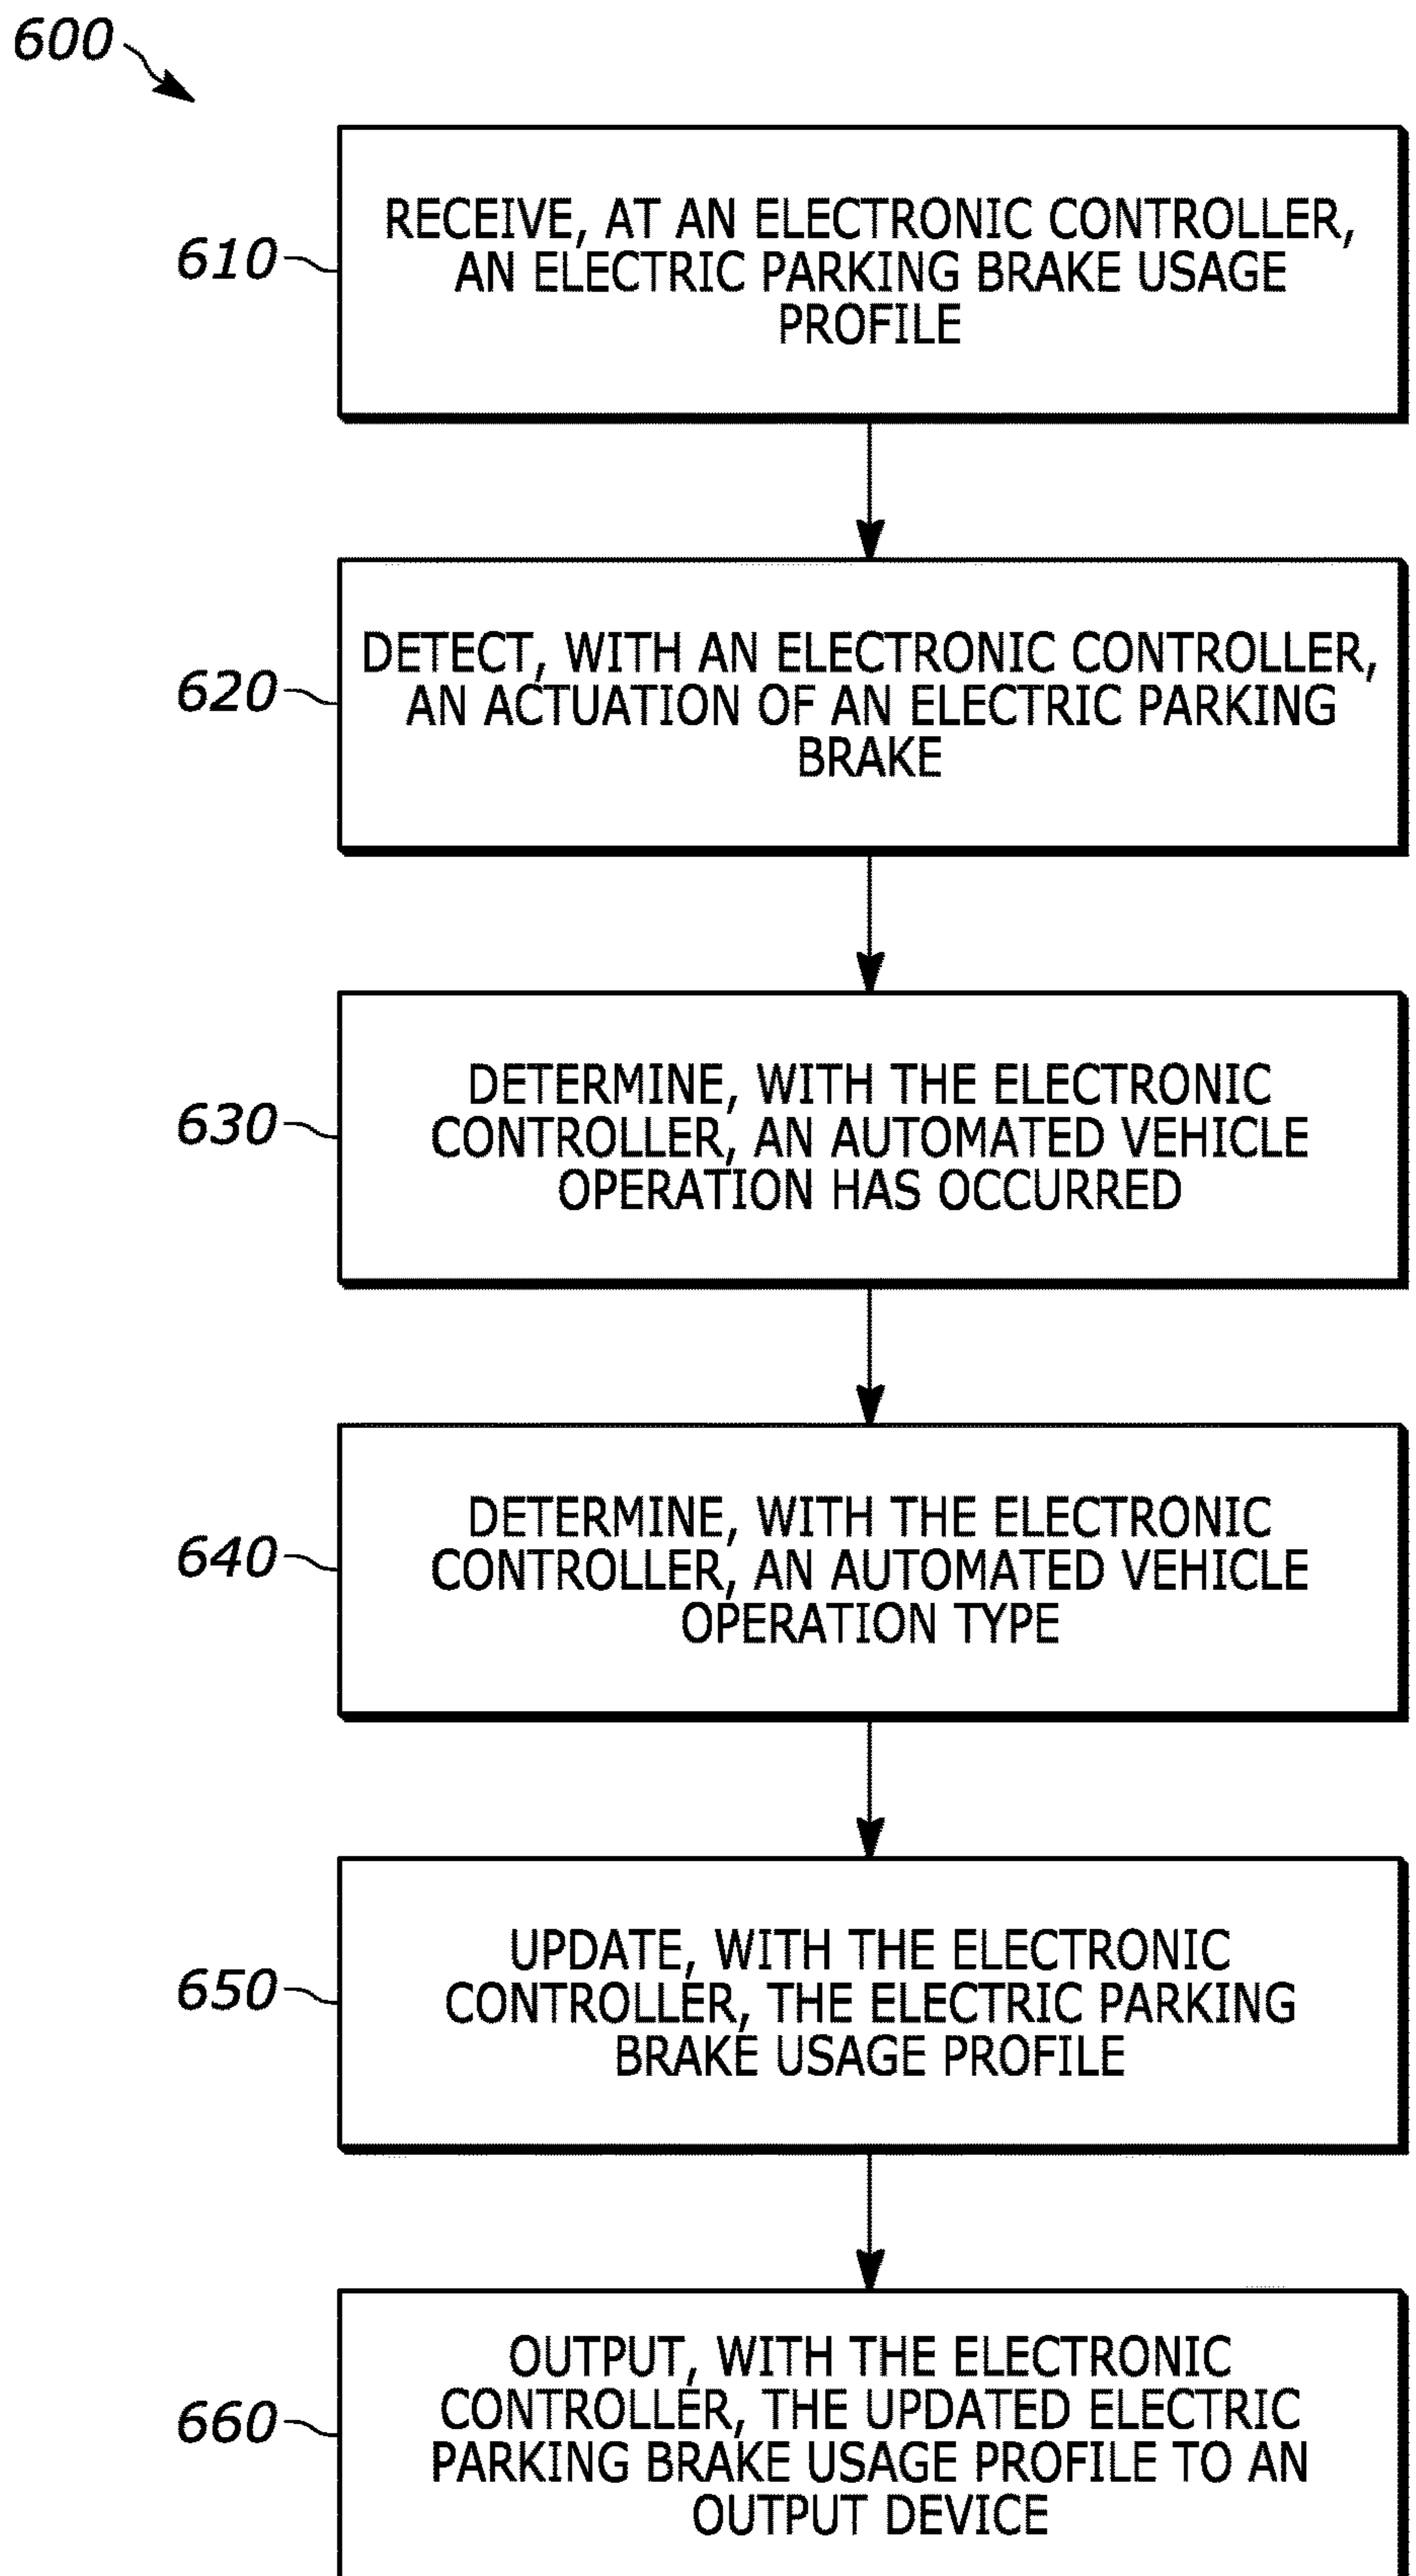 600
610
RECEIVE, AT AN ELECTRONIC CONTROLLER,
AN ELECTRIC PARKING BRAKE USAGE
PROFILE
620
DETECT, WITH AN ELECTRONIC CONTROLLER,
AN ACTUATION OF AN ELECTRIC PARKING
BRAKE
630
DETERMINE, WITH THE ELECTRONIC
CONTROLLER, AN AUTOMATED VEHICLE
OPERATION HAS OCCURRED
640
DETERMINE, WITH THE ELECTRONIC
CONTROLLER, AN AUTOMATED VEHICLE
OPERATION TYPE
650
UPDATE, WITH THE ELECTRONIC
CONTROLLER, THE ELECTRIC PARKING
BRAKE USAGE PROFILE
660
OUTPUT, WITH THE ELECTRONIC
CONTROLLER, THE UPDATED ELECTRIC
PARKING BRAKE USAGE PROFILE TO AN
OUTPUT DEVICE